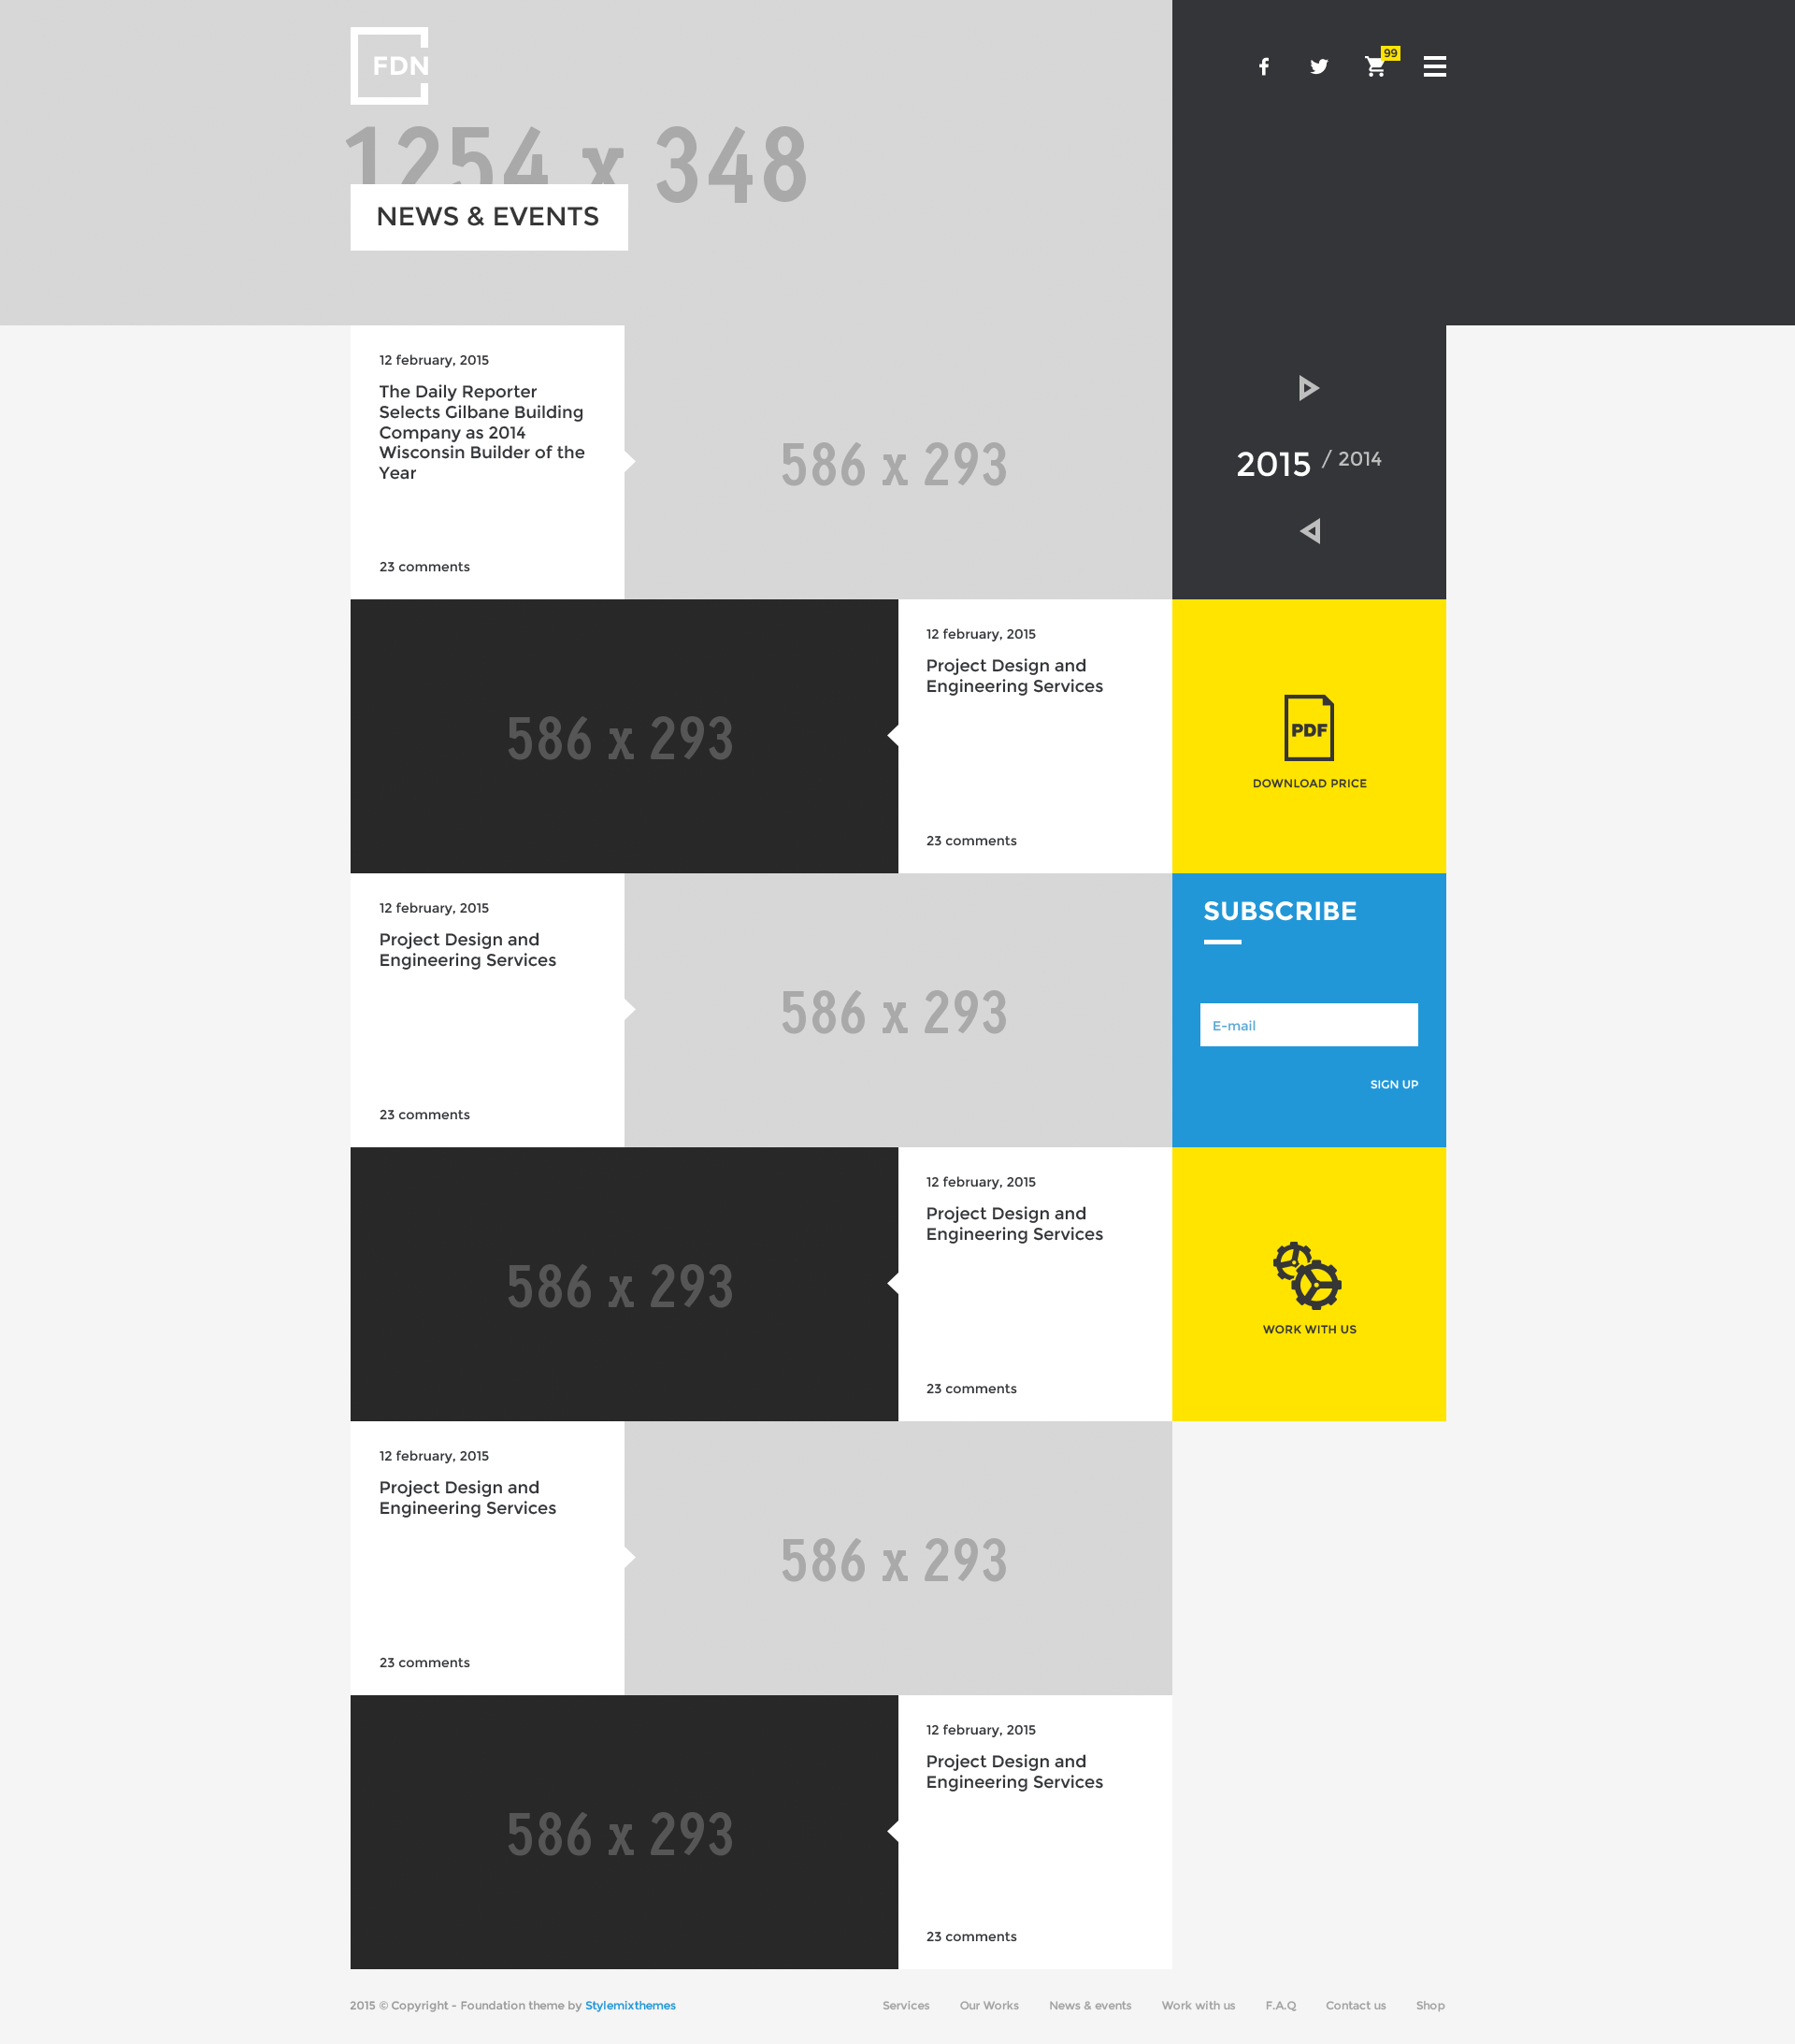 FDN
99
1254 x 348
NEWS & EVENTS
12 february, 2015
The Daily Reporter
Selects Gilbane Building
Company as 2014
Wisconsin Builder of the
Year
23 comments
586 x 293
2015 / 2014
586 x 293
12 february, 2015
Project Design and
Engineering Services
23 comments
PDF
DOWNLOAD PRICE
12 february, 2015
Project Design and
Engineering Services
23 comments
586 x 293
SUBSCRIBE
E-mail
SIGN UP
586 x 293
12 february, 2015
Project Design and
Engineering Services
23 comments
WORK WITH US
12 february, 2015
Project Design and
Engineering Services
23 comments
586 x 293
586 x 293
12 february, 2015
Project Design and
Engineering Services
23 comments
2015 © Copyright - Foundation theme by Stylemixthemes
Services Our Works News & events Work with us F.A.Q Contact us Shop